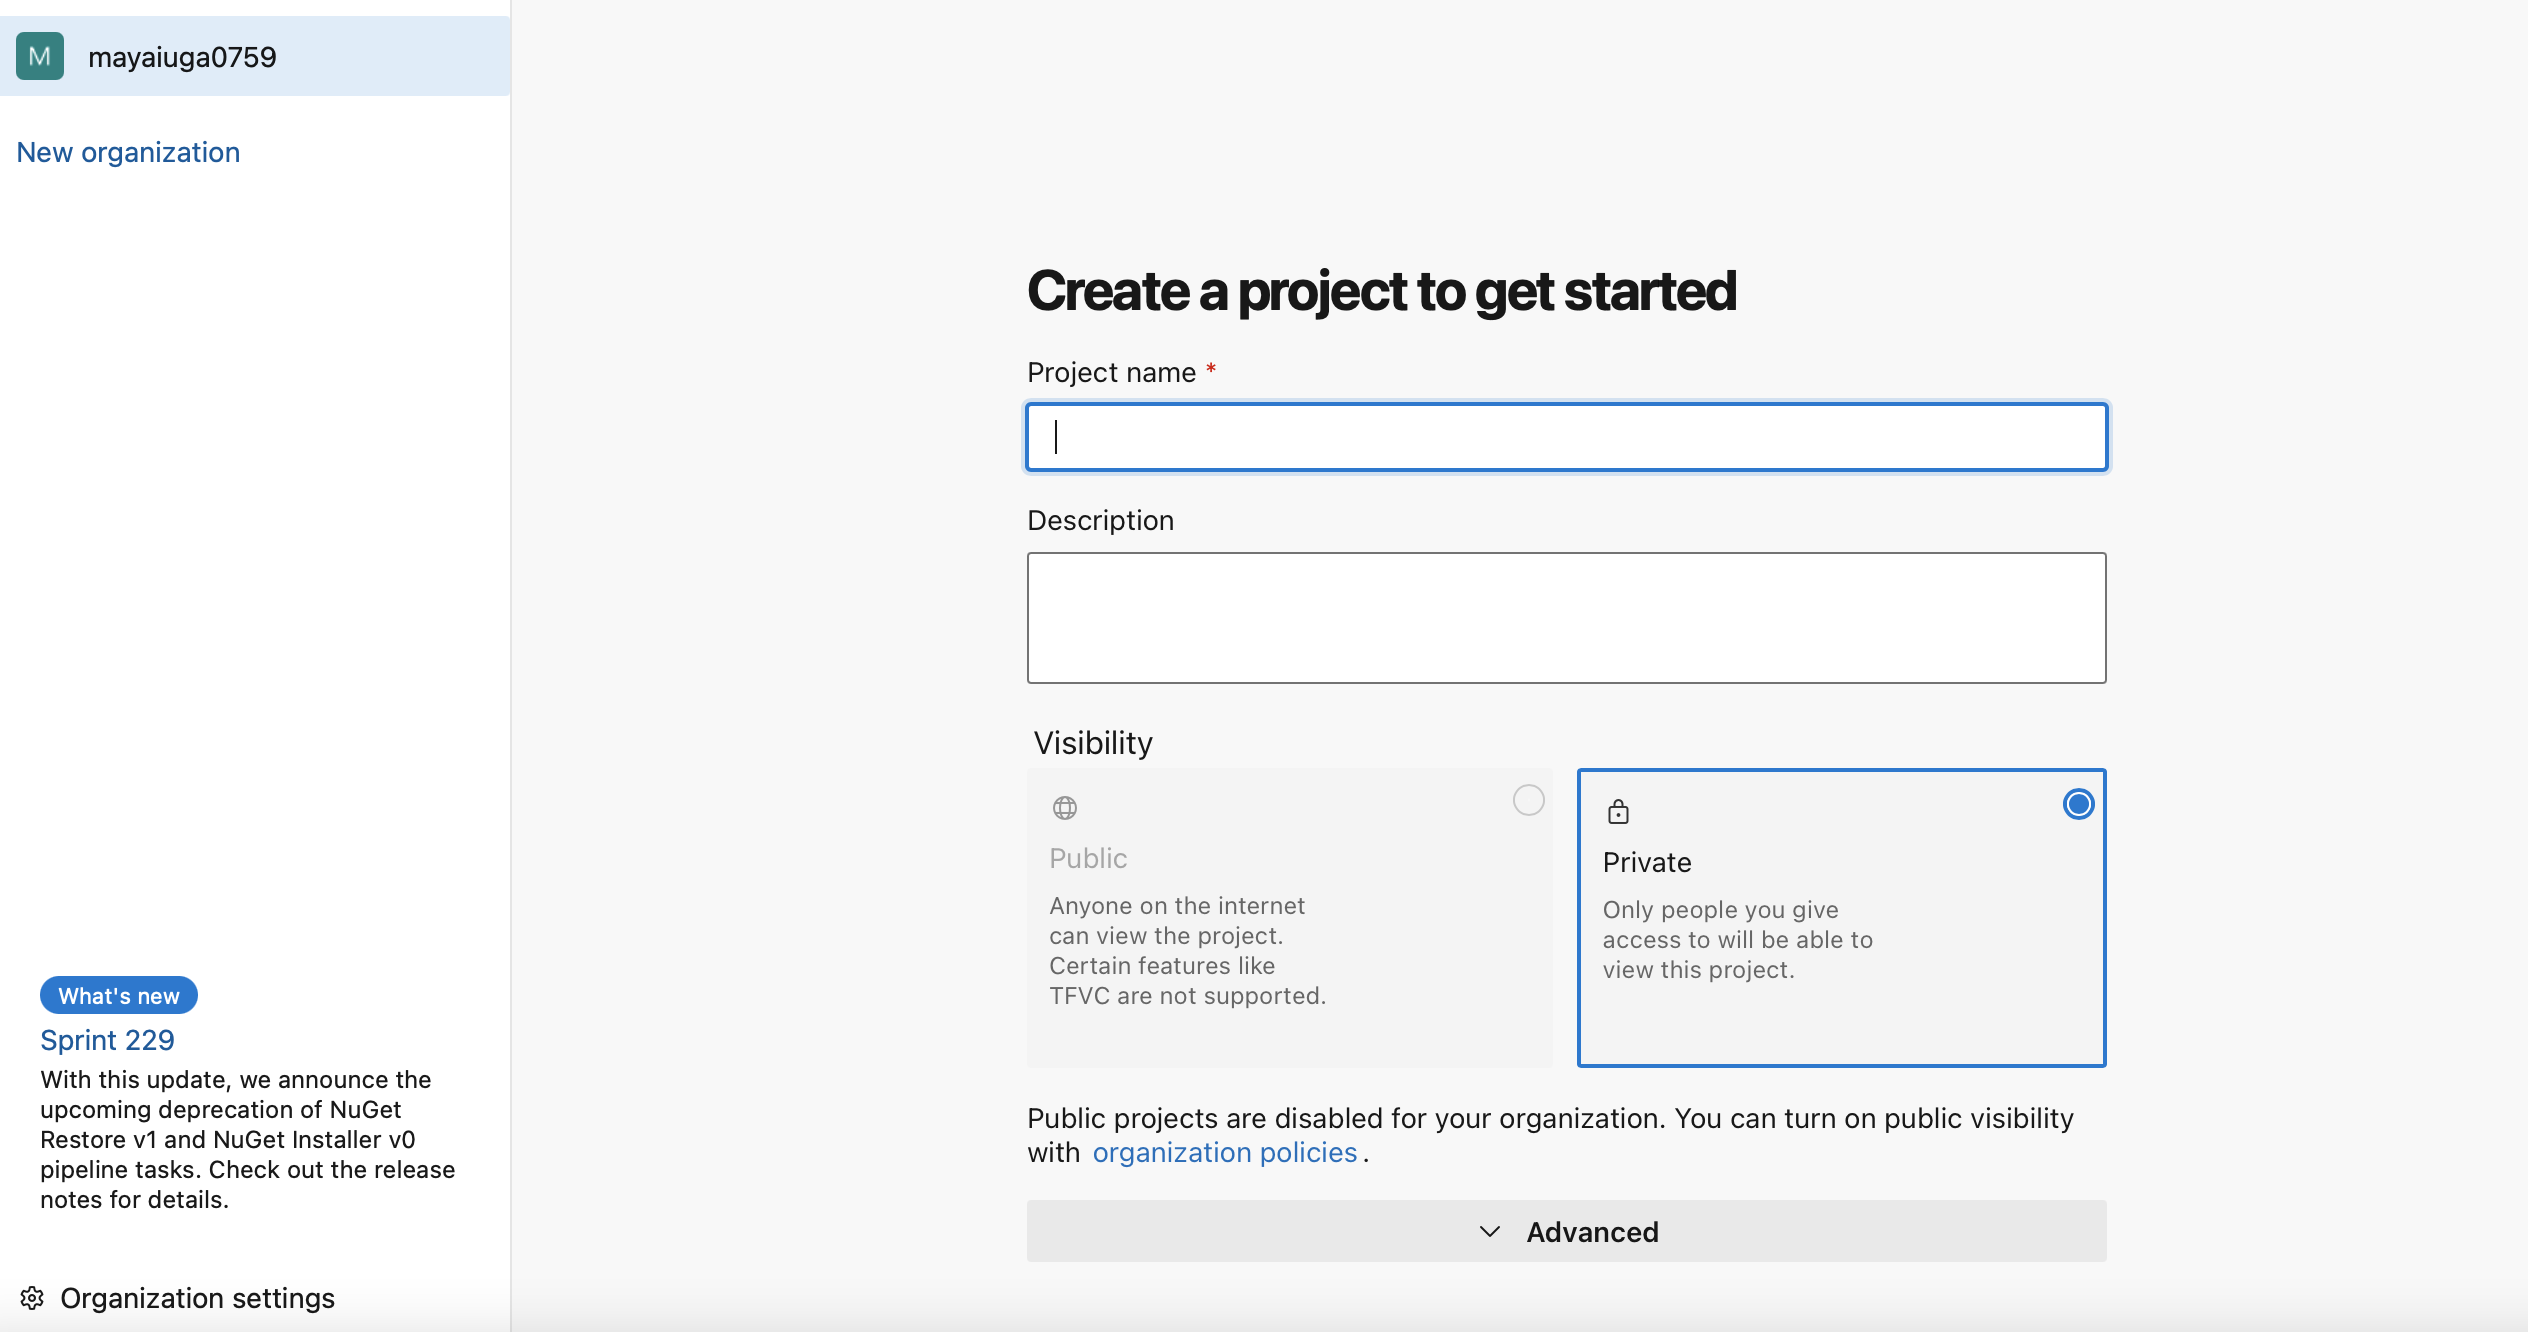 M
mayaiuga0759
New organization
What's new
Sprint 229
With this update, we announce the
upcoming deprecation of NuGet
Restore v1 and NuGet Installer v0
pipeline tasks. Check out the release
notes for details.
Organization settings
Create a project to get started
Project name *
Description
Visibility
Public
Anyone on the internet
can view the project.
Certain features like
TFVC are not supported.
Private
Only people you give
access to will be able to
view this project.
Public projects are disabled for your organization. You can turn on public visibility
with organization policies.
Advanced